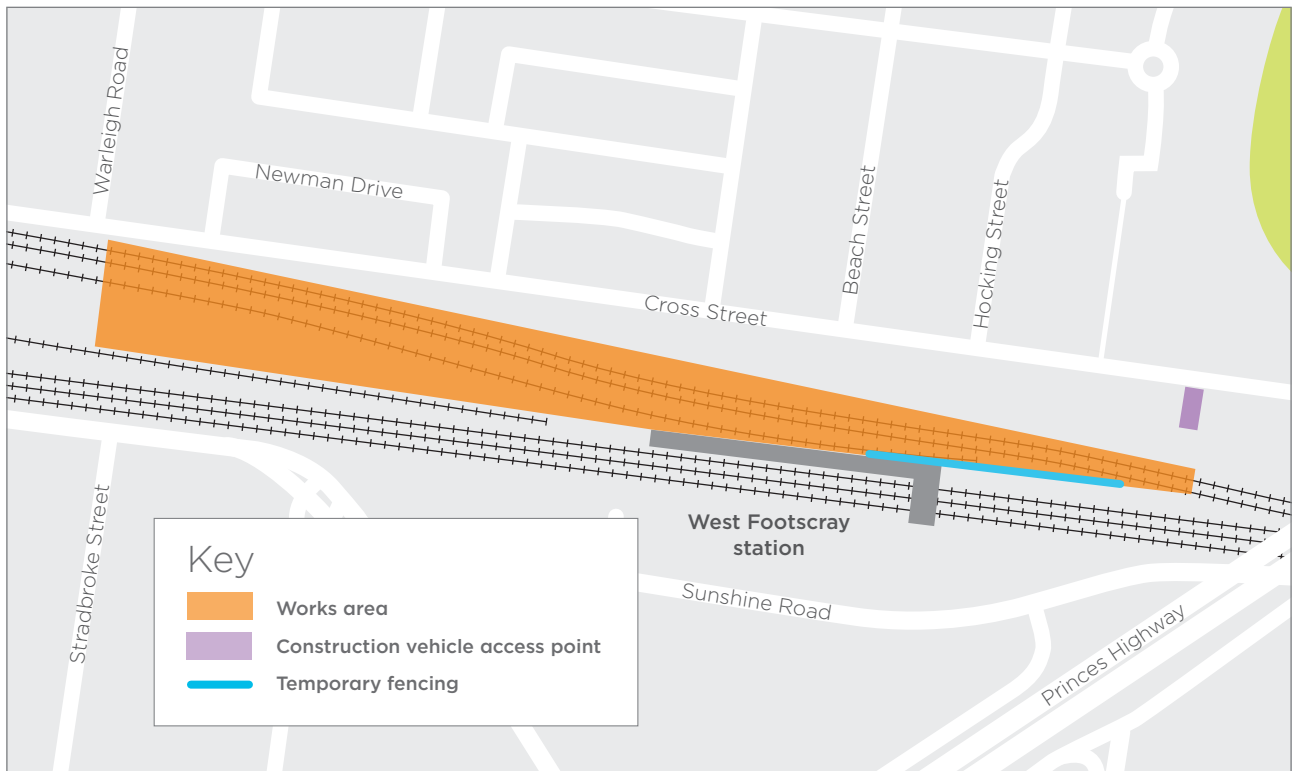 Warleigh Road
Newman Drive
Beach Street
Hocking Street
Cross Street
West Footscray
station
Sunshine Road
Princes Highway
Stradbroke Street
Key
Works area
Construction vehicle access point
Temporary fencing